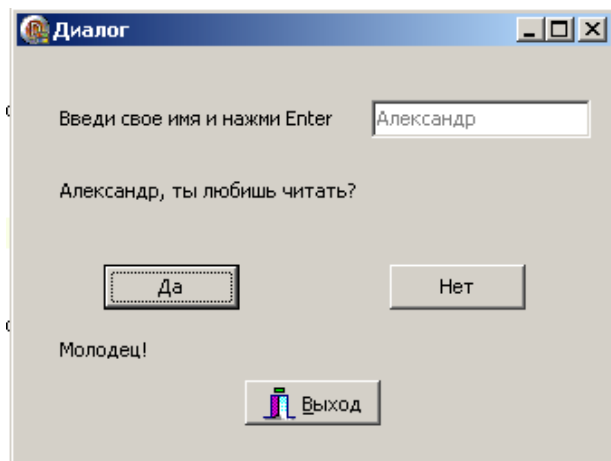 Диалог
Введи свое имя и нажми Enter Александр
Александр, ты любишь читать?
Да Нет
Молодец!
Выход